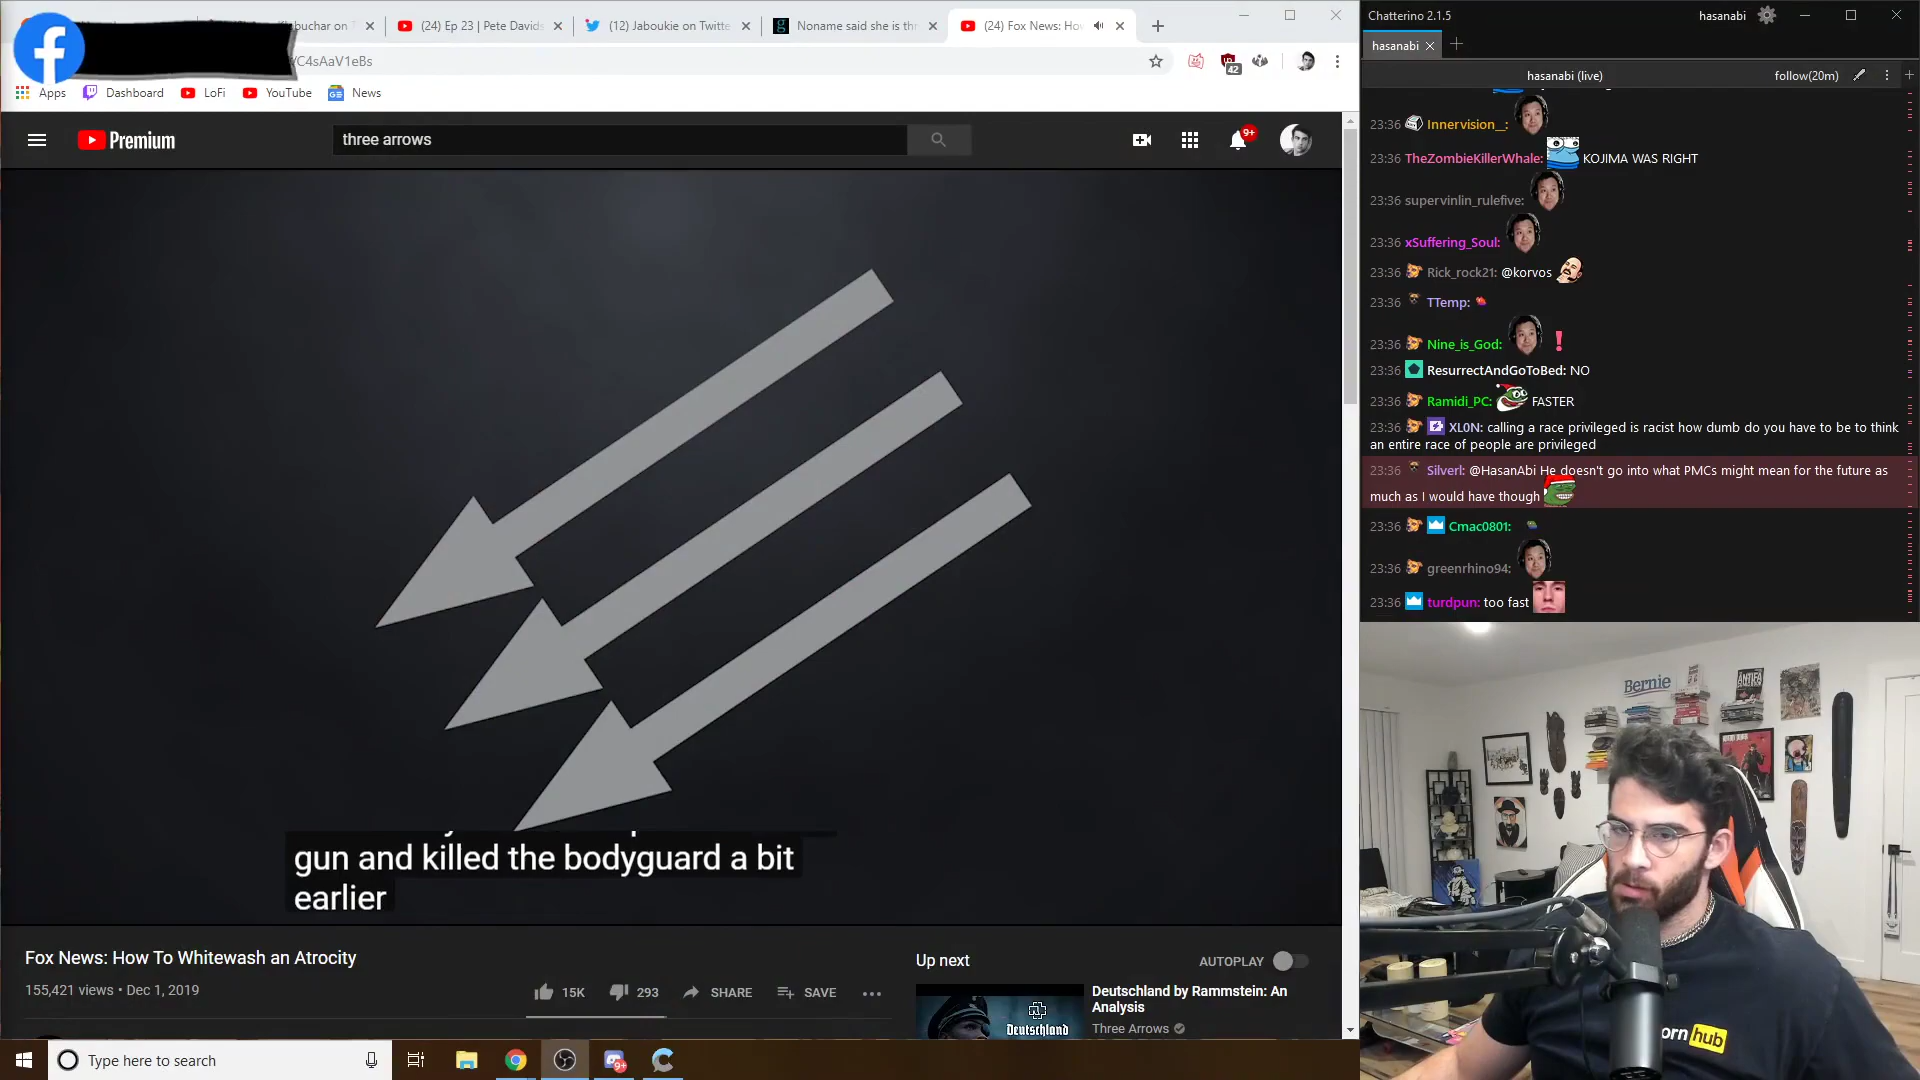 obuchar on T
(24) Ep 23 | Pete Davids
(12) Jaboukie on Twitte
Noname said she is thr
(24) Fox News: Ho
/C4sAaV1eBs
42
Apps
Dashboard
LoFi
YouTube
News
Premium
three arrows
9+
gun and killed the bodyguard a bit
earlier
Fox News: How To Whitewash an Atrocity
155,421 views • Dec 1, 2019
15K
293
SHARE
SAVE
Up next
AUTOPLAY
Deutschland
Deutschland by Rammstein: An
Analysis
Three Arrows
Type here to search
9+
Chatterino 2.1.5
hasanabi
hasanabi
hasanabi (live)
follow(20m)
23:36 Innervision__:
23:36 TheZombieKillerWhale: KOJIMA WAS RIGHT
23:36 supervinlin_rulefive:
23:36 xSuffering_Soul:
23:36 Rick_rock21: @korvos
23:36 TTemp:
23:36 Nine_is_God:
23:36 ResurrectAndGoToBed: NO
23:36 Ramidi_PC: FASTER
23:36 XL0N: calling a race privileged is racist how dumb do you have to be to think
an entire race of people are privileged
23:36 Silverl: @HasanAbi He doesn't go into what PMCs might mean for the future as
much as I would have though
23:36 Cmac0801:
23:36 greenrhino94:
23:36 turdpun: too fast
Bernie
ANTIFA
orn hub